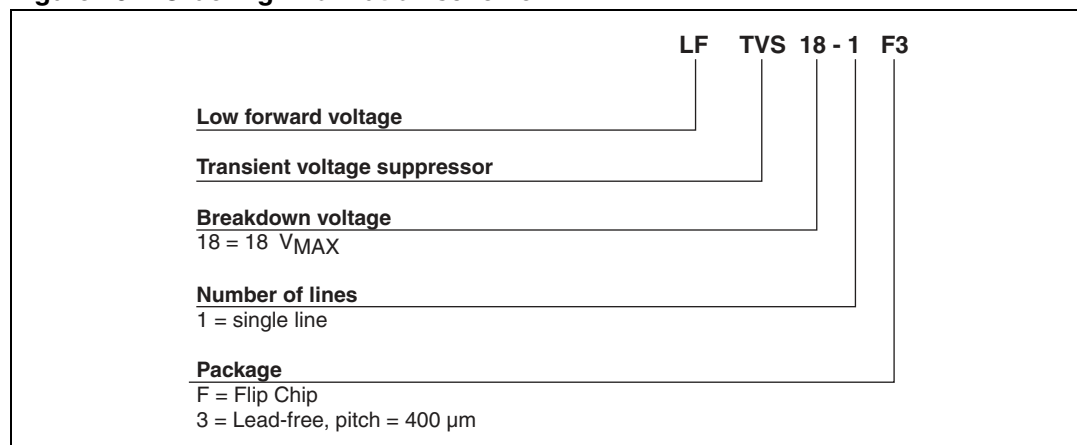 LF TVS 18 - 1 F3
Low forward voltage
Transient voltage suppressor
Breakdown voltage
18 = 18 VMAX
Number of lines
1 = single line
Package
F = Flip Chip
3 = Lead-free, pitch = 400 µm